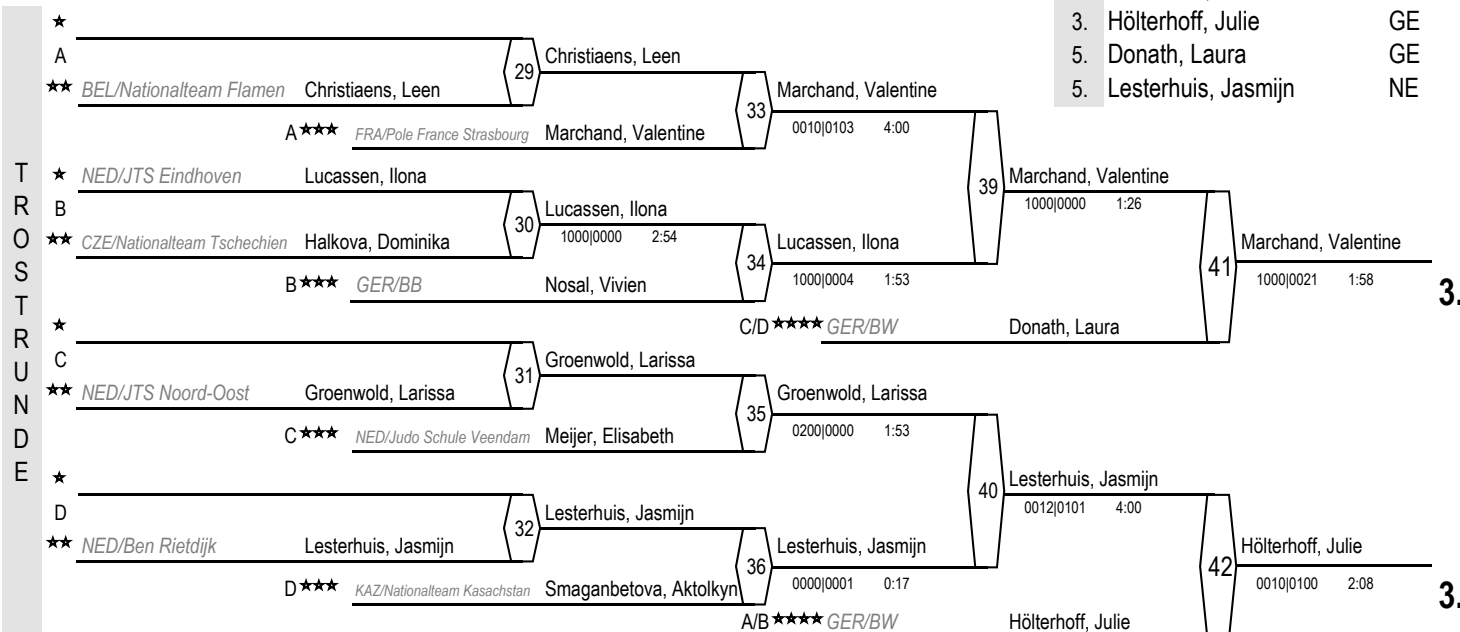 3. Hölterhoff, Julie GE
5. Donath, Laura GE
5. Lesterhuis, Jasmijn NE
TROSTRUNDE
A
29
Christiaens, Leen
BEL/Nationalteam Flamen Christiaens, Leen
33
Marchand, Valentine
0010|0103 4:00
A FRA/Pole France Strasbourg Marchand, Valentine
39
Marchand, Valentine
1000|0000 1:26
NED/JTS Eindhoven Lucassen, Ilona
B
30
Lucassen, Ilona
1000|0000 2:54
CZE/Nationalteam Tschechien Halkova, Dominika
34
Lucassen, Ilona
1000|0004 1:53
B GER/BB Nosal, Vivien
41
Marchand, Valentine
1000|0021 1:58
3.
C/D GER/BW Donath, Laura
C
31
Groenwold, Larissa
NED/JTS Noord-Oost Groenwold, Larissa
35
Groenwold, Larissa
0200|0000 1:53
C NED/Judo Schule Veendam Meijer, Elisabeth
40
Lesterhuis, Jasmijn
0012|0101 4:00
D
32
Lesterhuis, Jasmijn
NED/Ben Rietdijk Lesterhuis, Jasmijn
36
Lesterhuis, Jasmijn
0000|0001 0:17
D KAZ/Nationalteam Kasachstan Smaganbetova, Aktolkyn
42
Hölterhoff, Julie
0010|0100 2:08
3.
A/B GER/BW Hölterhoff, Julie